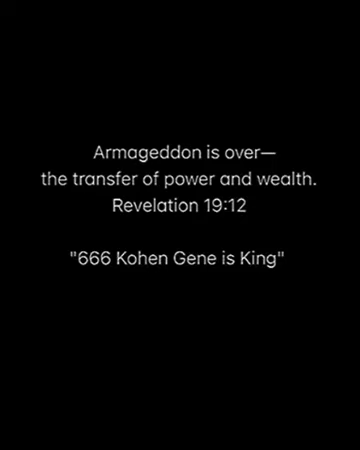 Armageddon is over—
the transfer of power and wealth.
Revelation 19:12
"666 Kohen Gene is King"